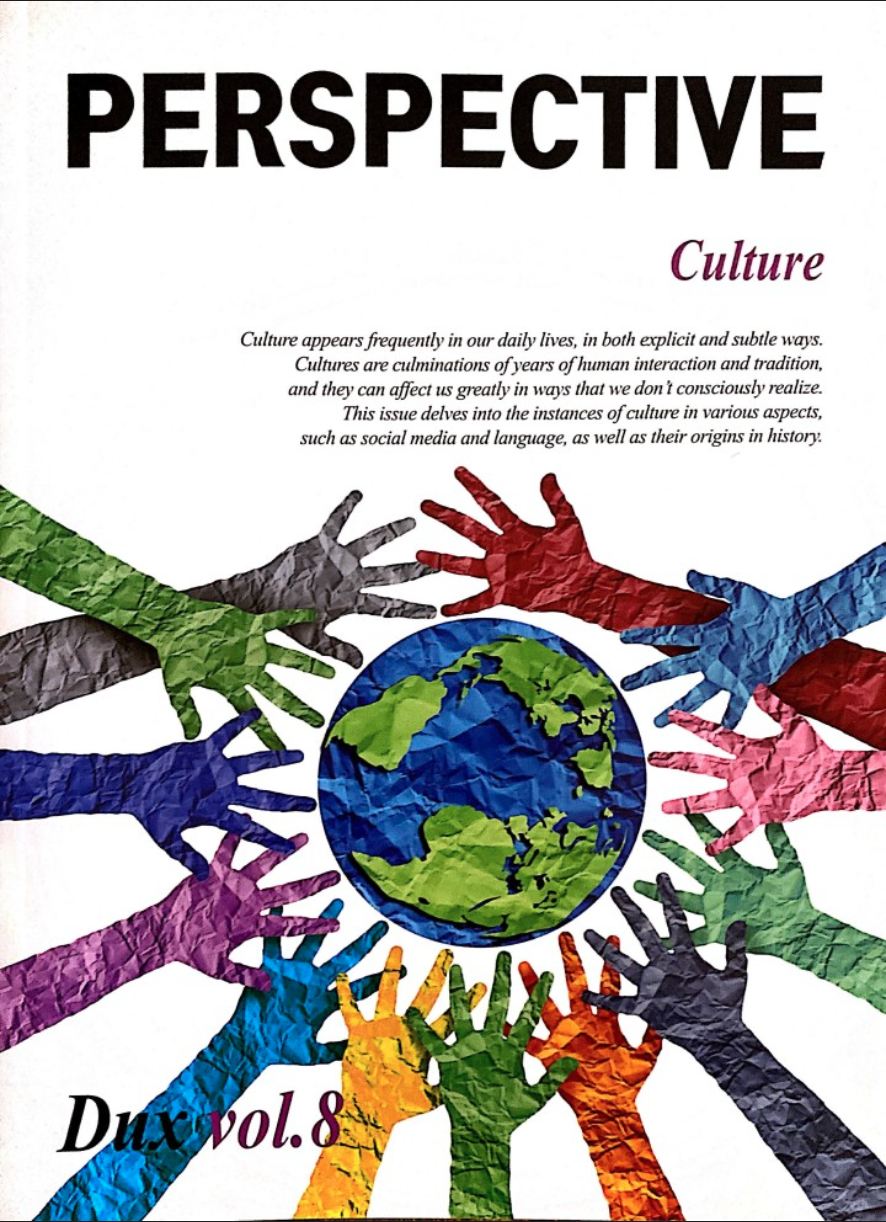 PERSPECTIVE
Culture
Culture appears frequently in our daily lives, in both explicit and subtle ways.
Cultures are culminations of years of human interaction and tradition,
and they can affect us greatly in ways that we don't consciously realize.
This issue delves into the instances of culture in various aspects,
such as social media and language, as well as their origins in history.
Dux vol.8